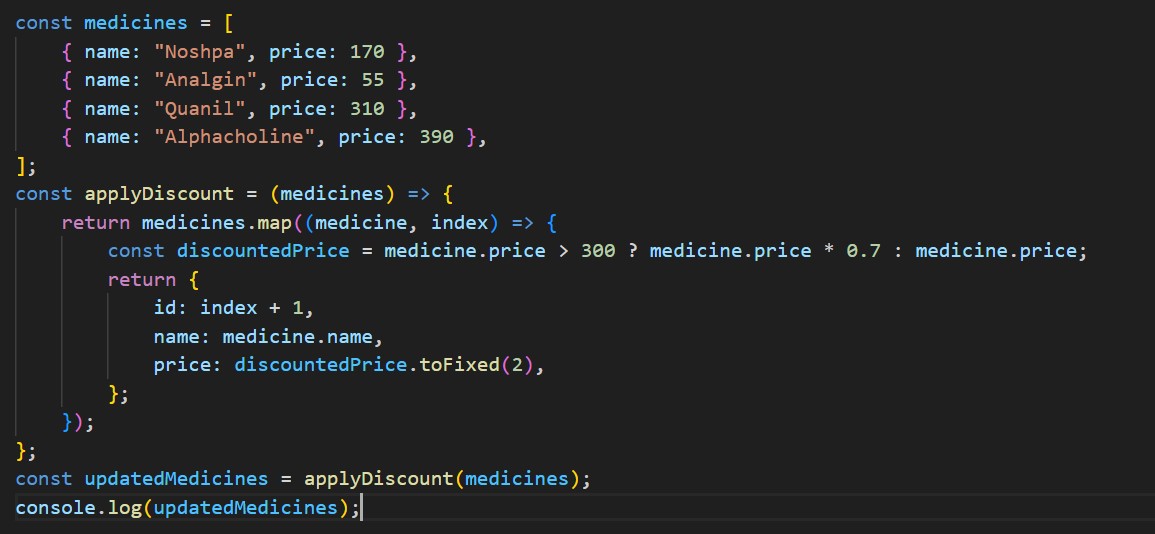 const medicines = [
    { name: "Noshpa", price: 170 },
    { name: "Analgin", price: 55 },
    { name: "Quanil", price: 310 },
    { name: "Alphacholine", price: 390 },
];
const applyDiscount = (medicines) => {
    return medicines.map((medicine, index) => {
        const discountedPrice = medicine.price > 300 ? medicine.price * 0.7 : medicine.price;
        return {
            id: index + 1,
            name: medicine.name,
            price: discountedPrice.toFixed(2),
        };
    });
};
const updatedMedicines = applyDiscount(medicines);
console.log(updatedMedicines);